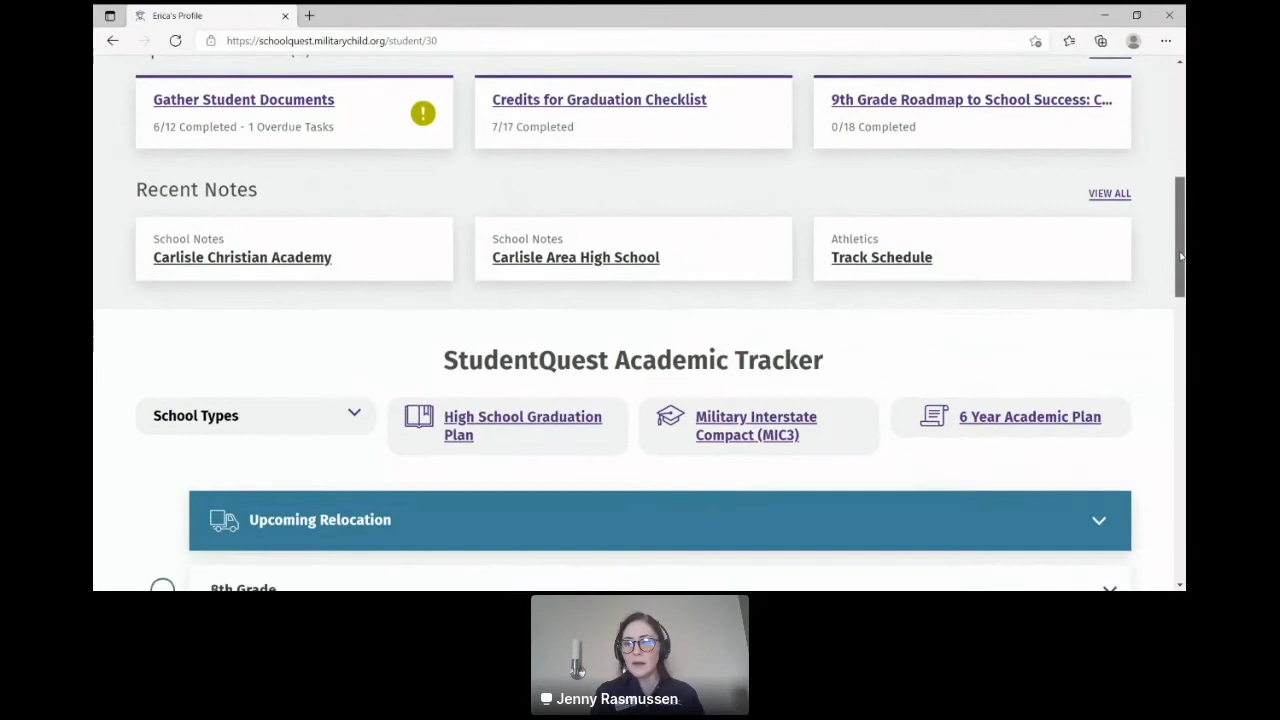 Erica's Profile
https://schoolquest.militarychild.org/student/30
Gather Student Documents
6/12 Completed - 1 Overdue Tasks
Credits for Graduation Checklist
7/17 Completed
9th Grade Roadmap to School Success: C...
0/18 Completed
Recent Notes
VIEW ALL
School Notes
Carlisle Christian Academy
School Notes
Carlisle Area High School
Athletics
Track Schedule
StudentQuest Academic Tracker
School Types
High School Graduation
Plan
Military Interstate
Compact (MIC3)
6 Year Academic Plan
Upcoming Relocation
8th Grade
Jenny Rasmussen